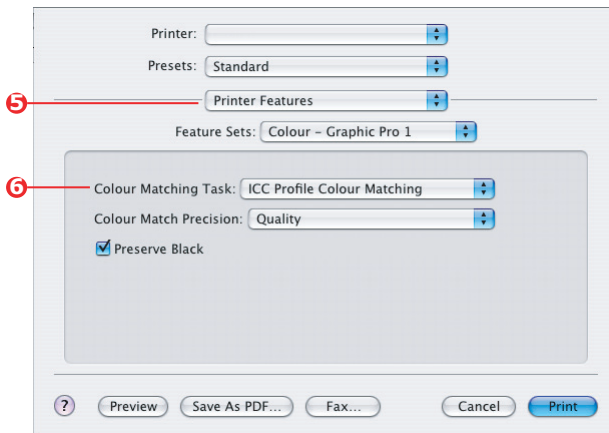 Printer:
Presets: Standard
5 Printer Features
Feature Sets: Colour – Graphic Pro 1
6 Colour Matching Task: ICC Profile Colour Matching
Colour Match Precision: Quality
Preserve Black
? Preview Save As PDF... Fax... Cancel Print